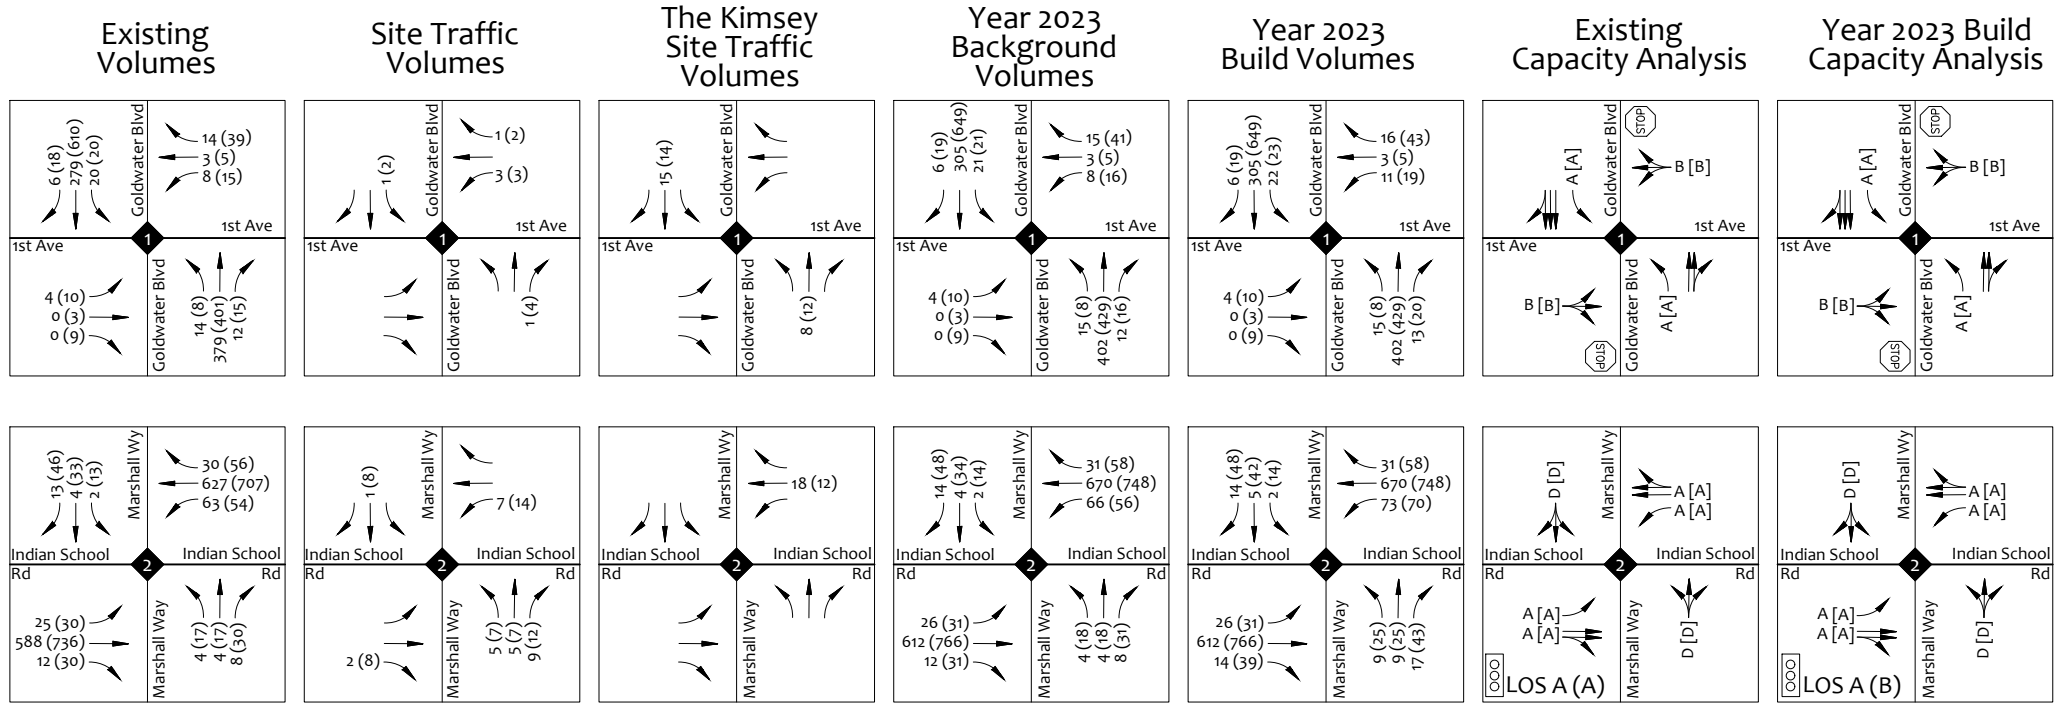 Existing
Volumes
Site Traffic
Volumes
The Kimsey
Site Traffic
Volumes
Year 2023
Background
Volumes
Year 2023
Build Volumes
Existing
Capacity Analysis
Year 2023 Build
Capacity Analysis
6 (18)
279 (610)
20 (20)
Goldwater Blvd
14 (39)
3 (5)
8 (15)
1st Ave
1
1st Ave
4 (10)
0 (3)
0 (9)
Goldwater Blvd
14 (8)
379 (401)
12 (15)
1 (2)
Goldwater Blvd
1 (2)
3 (3)
1st Ave
1
1st Ave
Goldwater Blvd
1 (4)
15 (14)
Goldwater Blvd
1st Ave
1
1st Ave
Goldwater Blvd
8 (12)
6 (19)
305 (649)
21 (21)
Goldwater Blvd
15 (41)
3 (5)
8 (16)
1st Ave
1
1st Ave
4 (10)
0 (3)
0 (9)
Goldwater Blvd
15 (8)
402 (429)
12 (16)
6 (19)
305 (649)
22 (23)
Goldwater Blvd
16 (43)
3 (5)
11 (19)
1st Ave
1
1st Ave
4 (10)
0 (3)
0 (9)
Goldwater Blvd
15 (8)
402 (429)
13 (20)
A [A]
Goldwater Blvd
STOP
B [B]
1st Ave
1
1st Ave
B [B]
STOP
Goldwater Blvd
A [A]
A [A]
Goldwater Blvd
STOP
B [B]
1st Ave
1
1st Ave
B [B]
STOP
Goldwater Blvd
A [A]
13 (46)
4 (33)
2 (13)
Marshall Wy
30 (56)
627 (707)
63 (54)
Indian School
Rd
2
Indian School
Rd
25 (30)
588 (736)
12 (30)
Marshall Way
4 (17)
4 (17)
8 (30)
1 (8)
Marshall Wy
7 (14)
Indian School
Rd
2
Indian School
Rd
2 (8)
Marshall Way
5 (7)
5 (7)
9 (12)
Marshall Wy
18 (12)
Indian School
Rd
2
Indian School
Rd
Marshall Way
14 (48)
4 (34)
2 (14)
Marshall Wy
31 (58)
670 (748)
66 (56)
Indian School
Rd
2
Indian School
Rd
26 (31)
612 (766)
12 (31)
Marshall Way
4 (18)
4 (18)
8 (31)
14 (48)
5 (42)
2 (14)
Marshall Wy
31 (58)
670 (748)
73 (70)
Indian School
Rd
2
Indian School
Rd
26 (31)
612 (766)
14 (39)
Marshall Way
9 (25)
9 (25)
17 (43)
D [D]
Marshall Wy
A [A]
A [A]
Indian School
Rd
2
Indian School
Rd
A [A]
A [A]
LOS A (A)
Marshall Way
D [D]
D [D]
Marshall Wy
A [A]
A [A]
Indian School
Rd
2
Indian School
Rd
A [A]
A [A]
LOS A (B)
Marshall Way
D [D]